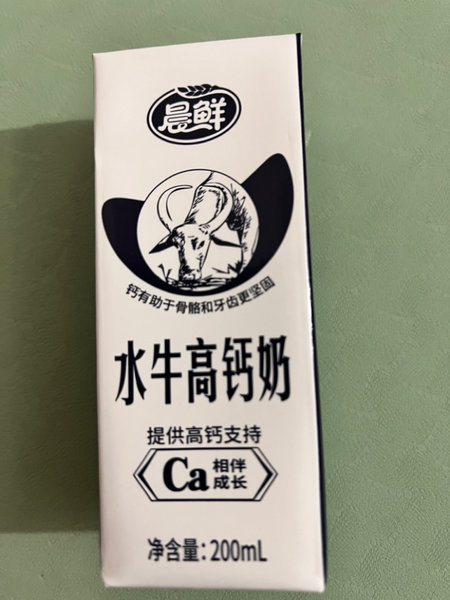 晨鲜
钙有助于骨骼和牙齿更坚固
水牛高钙奶
提供高钙支持
Ca 相伴
成长
净含量：200mL